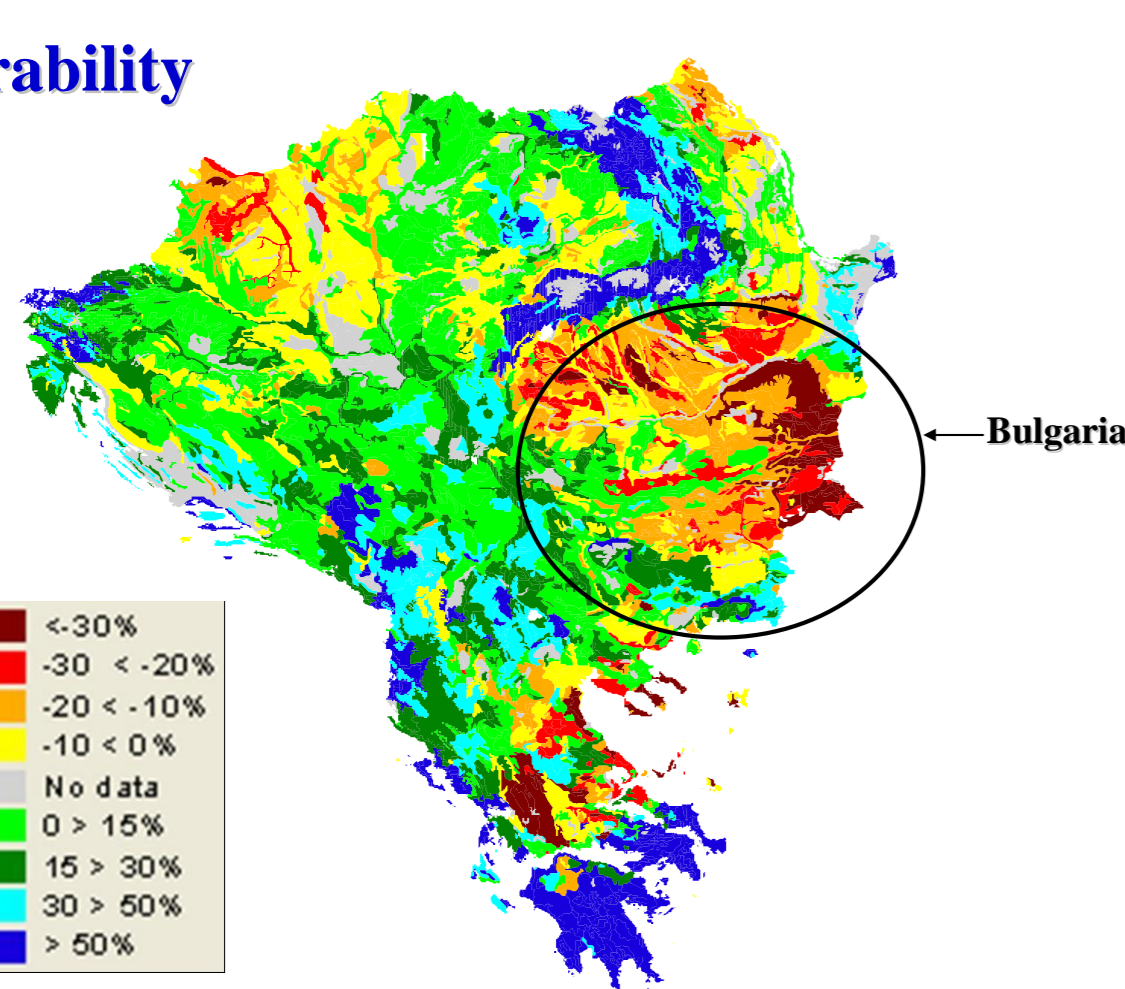 rability
Bulgaria
<-30%
-30 < -20%
-20 < -10%
-10 < 0%
No data
0 > 15%
15 > 30%
30 > 50%
> 50%